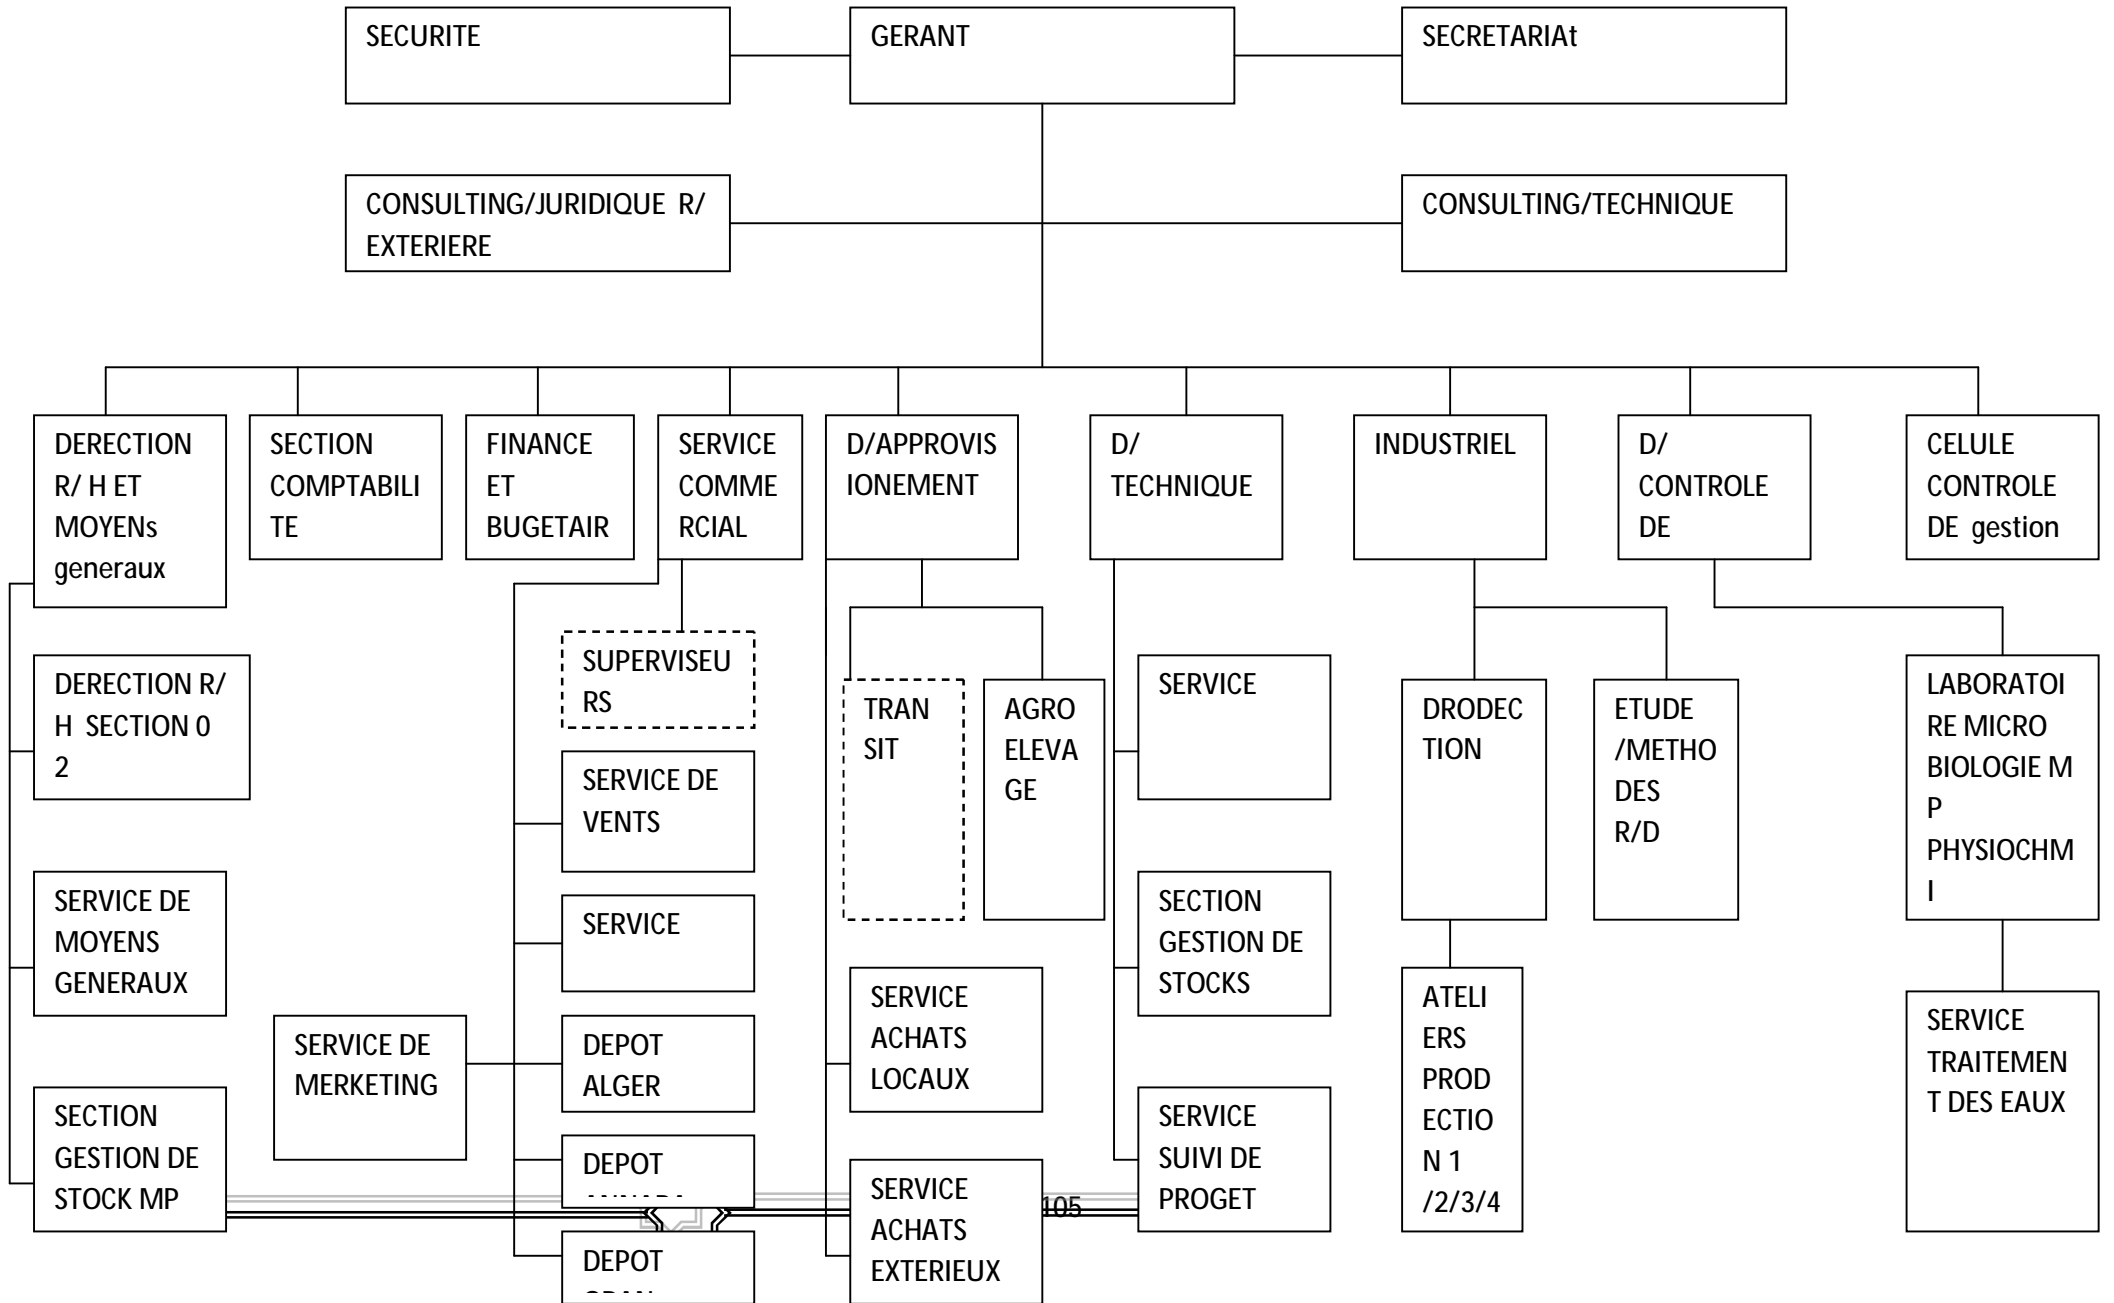 SECURITE
GERANT
SECRETARIAt
CONSULTING/JURIDIQUE R/
EXTERIERE
CONSULTING/TECHNIQUE
DERECTION
R/ H ET
MOYENs
generaux
SECTION
COMPTABILI
TE
FINANCE
ET
BUGETAIR
SERVICE
COMME
RCIAL
D/APPROVIS
IONEMENT
D/
TECHNIQUE
INDUSTRIEL
D/
CONTROLE
DE
CELULE
CONTROLE
DE gestion
DERECTION R/
H SECTION 0
2
SERVICE DE
MOYENS
GENERAUX
SECTION
GESTION DE
STOCK MP
SERVICE DE
MERKETING
SUPERVISEU
RS
SERVICE DE
VENTS
SERVICE
DEPOT
ALGER
DEPOT
DEPOT
TRAN
SIT
AGRO
ELEVA
GE
SERVICE
ACHATS
LOCAUX
SERVICE
ACHATS
EXTERIEUX
SERVICE
SECTION
GESTION DE
STOCKS
SERVICE
SUIVI DE
PROGET
DRODEC
TION
ETUDE
/METHO
DES
R/D
ATELI
ERS
PROD
ECTIO
N 1
/2/3/4
LABORATOI
RE MICRO
BIOLOGIE M
P
PHYSIOCHM
I
SERVICE
TRAITEMEN
T DES EAUX
105